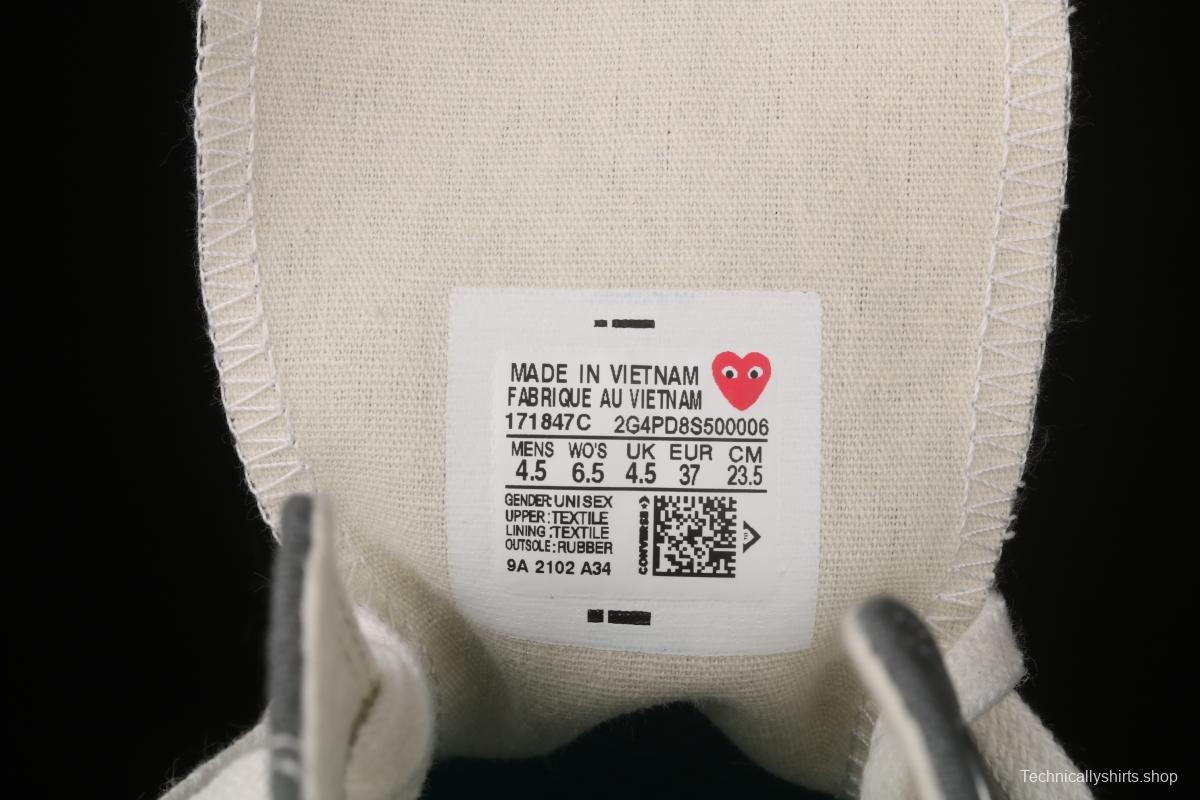 MADE IN VIETNAM
FABRIQUE AU VIETNAM
171847C 2G4PD8S500006
MENS WO'S UK EUR CM
4.5 6.5 4.5 37 23.5
GENDER:UNISEX
UPPER:TEXTILE
LINING:TEXTILE
OUTSOLE:RUBBER
9A 2102 A34
CONVERSE
Technicallyshirts.shop